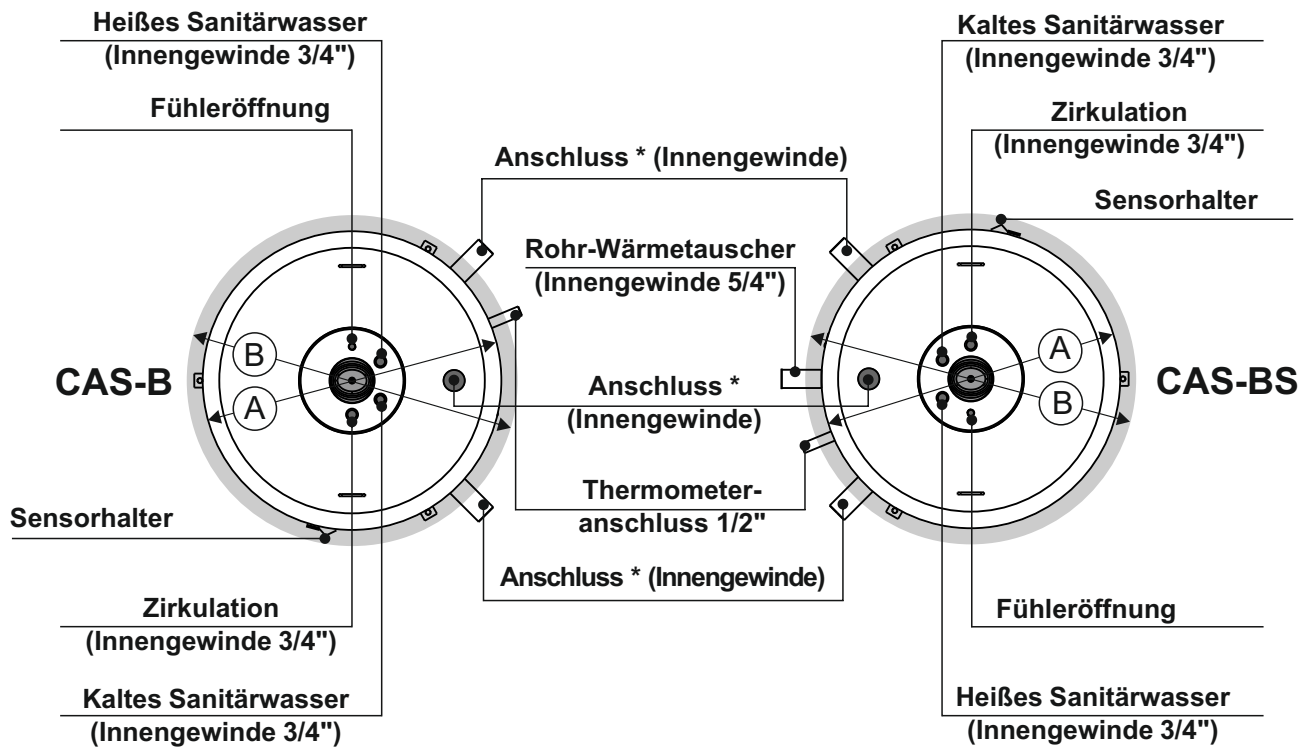 Heißes Sanitärwasser
(Innengewinde 3/4")
Fühleröffnung
Kaltes Sanitärwasser
(Innengewinde 3/4")
Zirkulation
(Innengewinde 3/4")
Anschluss * (Innengewinde)
Sensorhalter
Rohr-Wärmetauscher
(Innengewinde 5/4")
B
A
CAS-B
Anschluss *
(Innengewinde)
A
B
CAS-BS
Thermometer-
anschluss 1/2"
Sensorhalter
Anschluss * (Innengewinde)
Zirkulation
(Innengewinde 3/4")
Kaltes Sanitärwasser
(Innengewinde 3/4")
Fühleröffnung
Heißes Sanitärwasser
(Innengewinde 3/4")